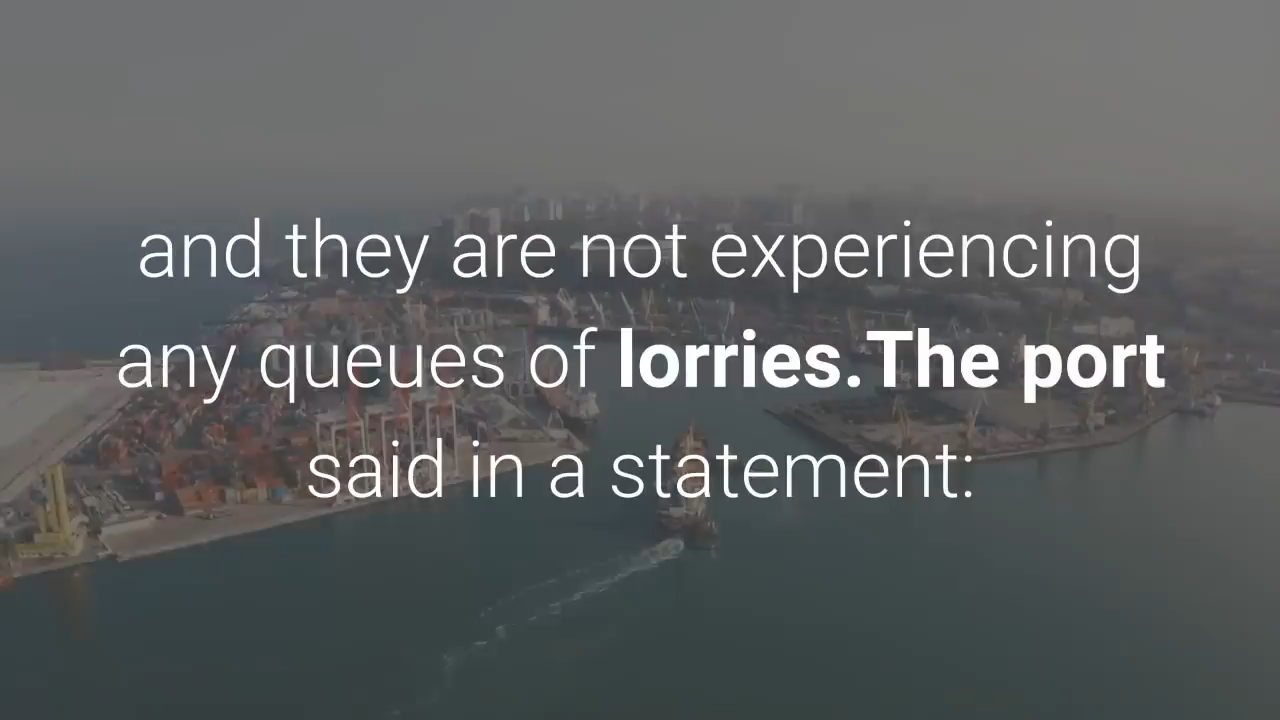 and they are not experiencing
any queues of lorries.The port
said in a statement: